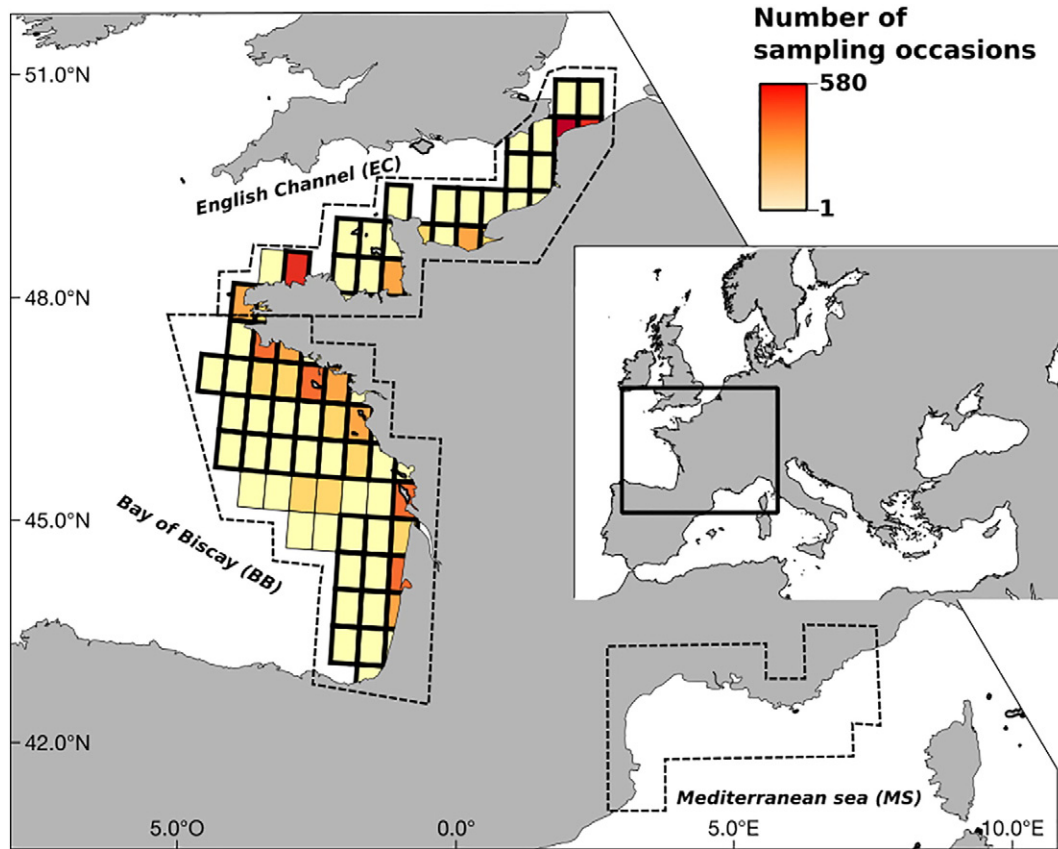 Number of
sampling occasions
580
1
51.0°N
48.0°N
45.0°N
42.0°N
English Channel (EC)
Bay of Biscay (BB)
Mediterranean sea (MS)
5.0°O
0.0°
5.0°E
10.0°E